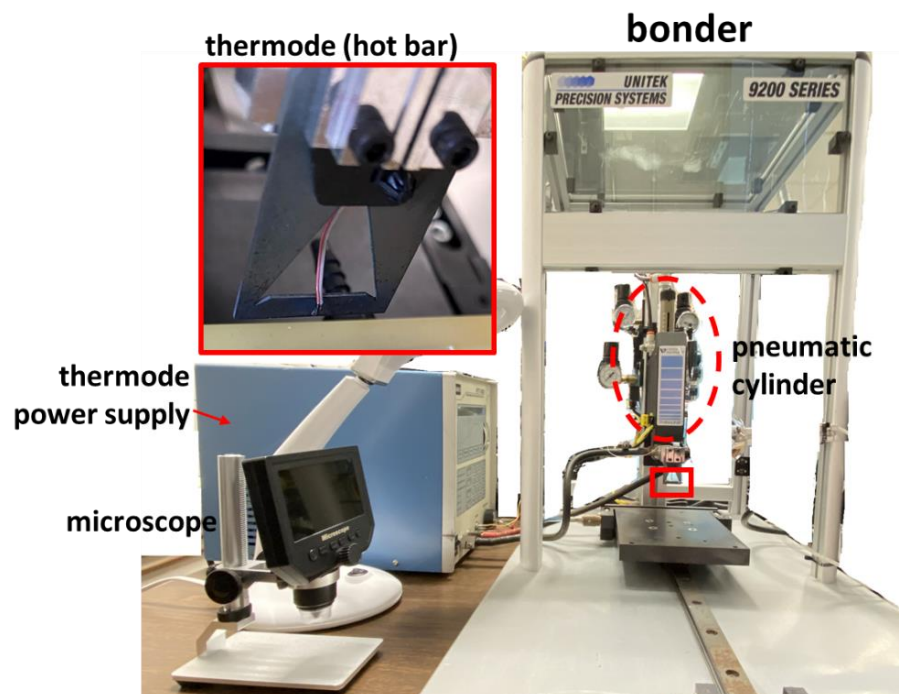 thermode (hot bar)
bonder
UNITEK
PRECISION SYSTEMS
9200 SERIES
pneumatic
cylinder
thermode
power supply
microscope
Microscope